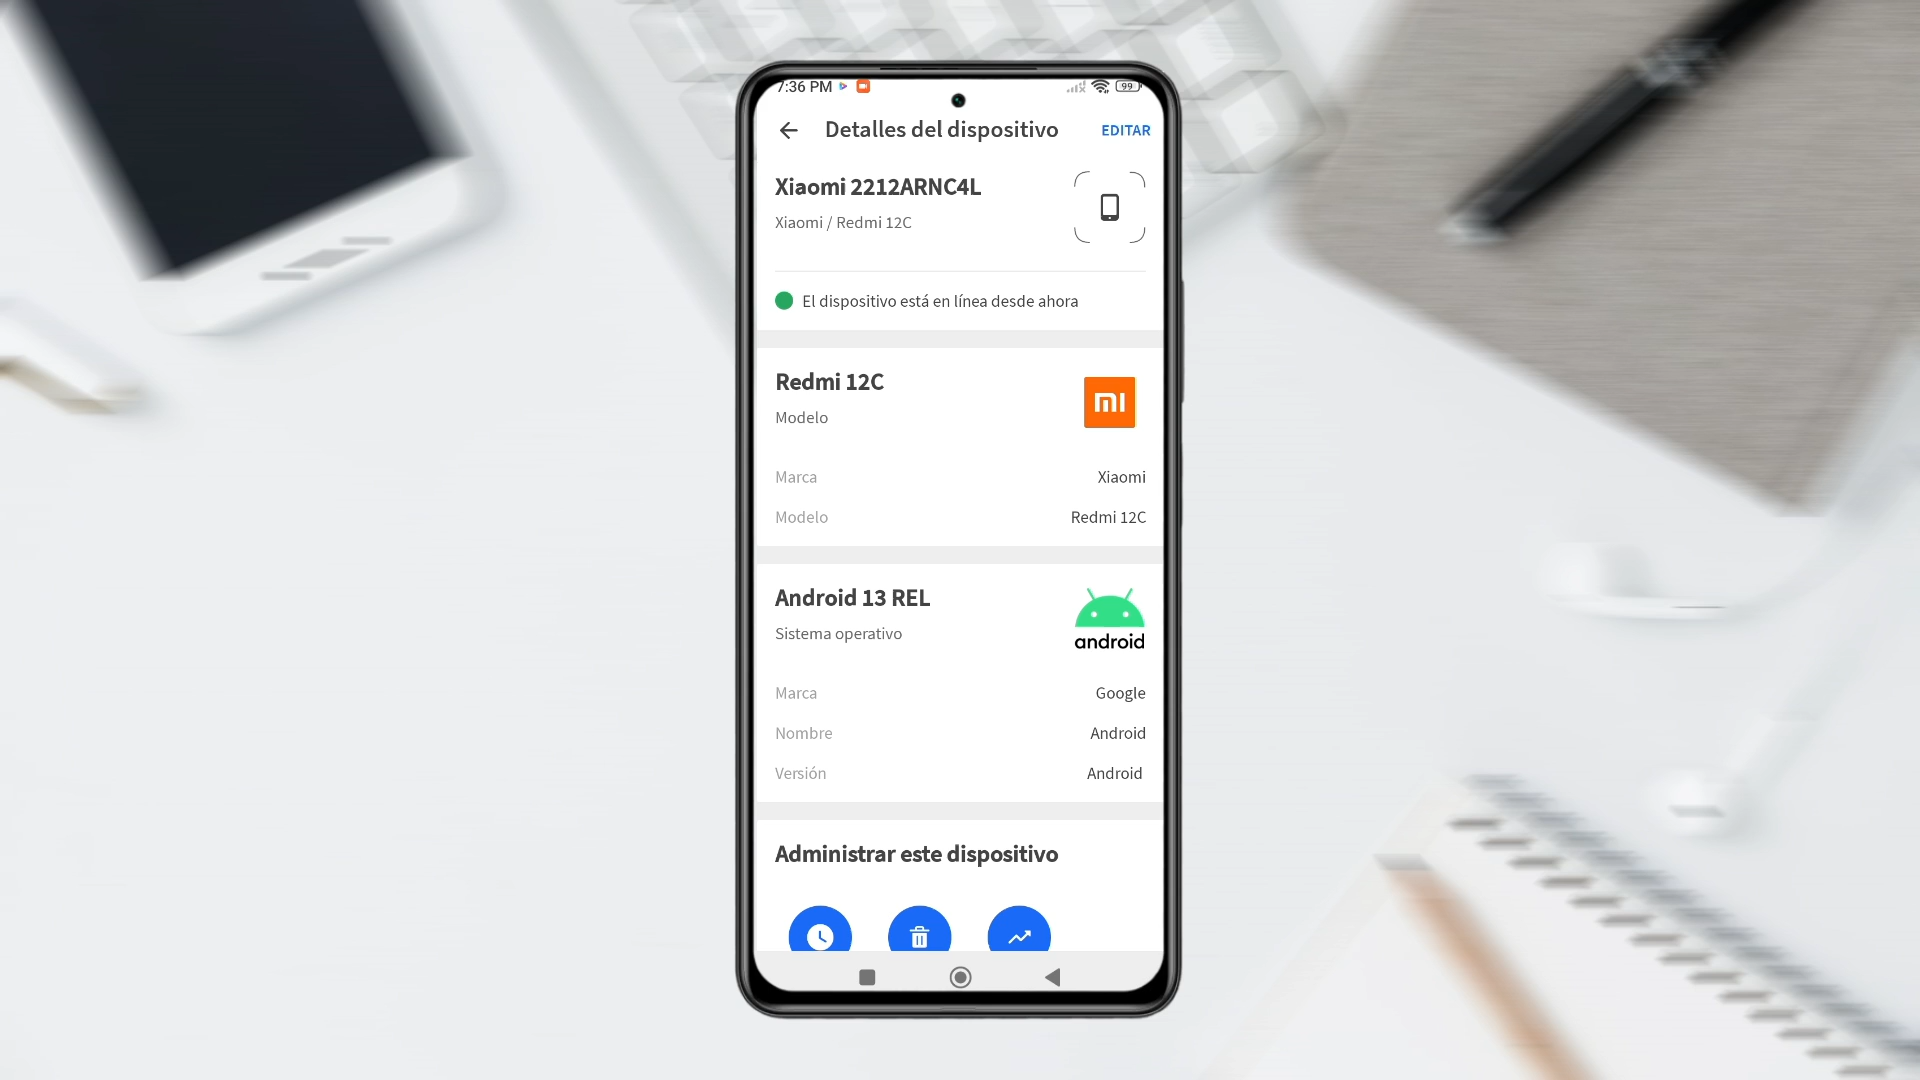 7:36 PM
99
Detalles del dispositivo
EDITAR
Xiaomi 2212ARNC4L
Xiaomi / Redmi 12C
El dispositivo está en línea desde ahora
Redmi 12C
mi
Modelo
Marca
Xiaomi
Modelo
Redmi 12C
Android 13 REL
android
Sistema operativo
Marca
Google
Nombre
Android
Versión
Android
Administrar este dispositivo